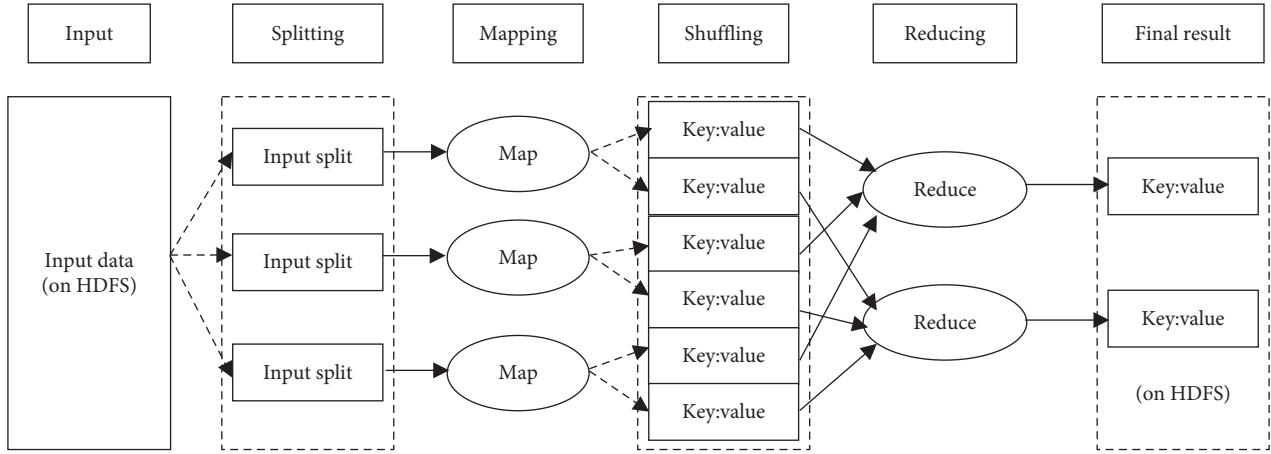 Input
Splitting
Mapping
Shuffling
Reducing
Final result
Input data
(on HDFS)
Input split
Input split
Input split
Map
Map
Map
Key:value
Key:value
Key:value
Key:value
Key:value
Key:value
Reduce
Reduce
Key:value
Key:value
(on HDFS)